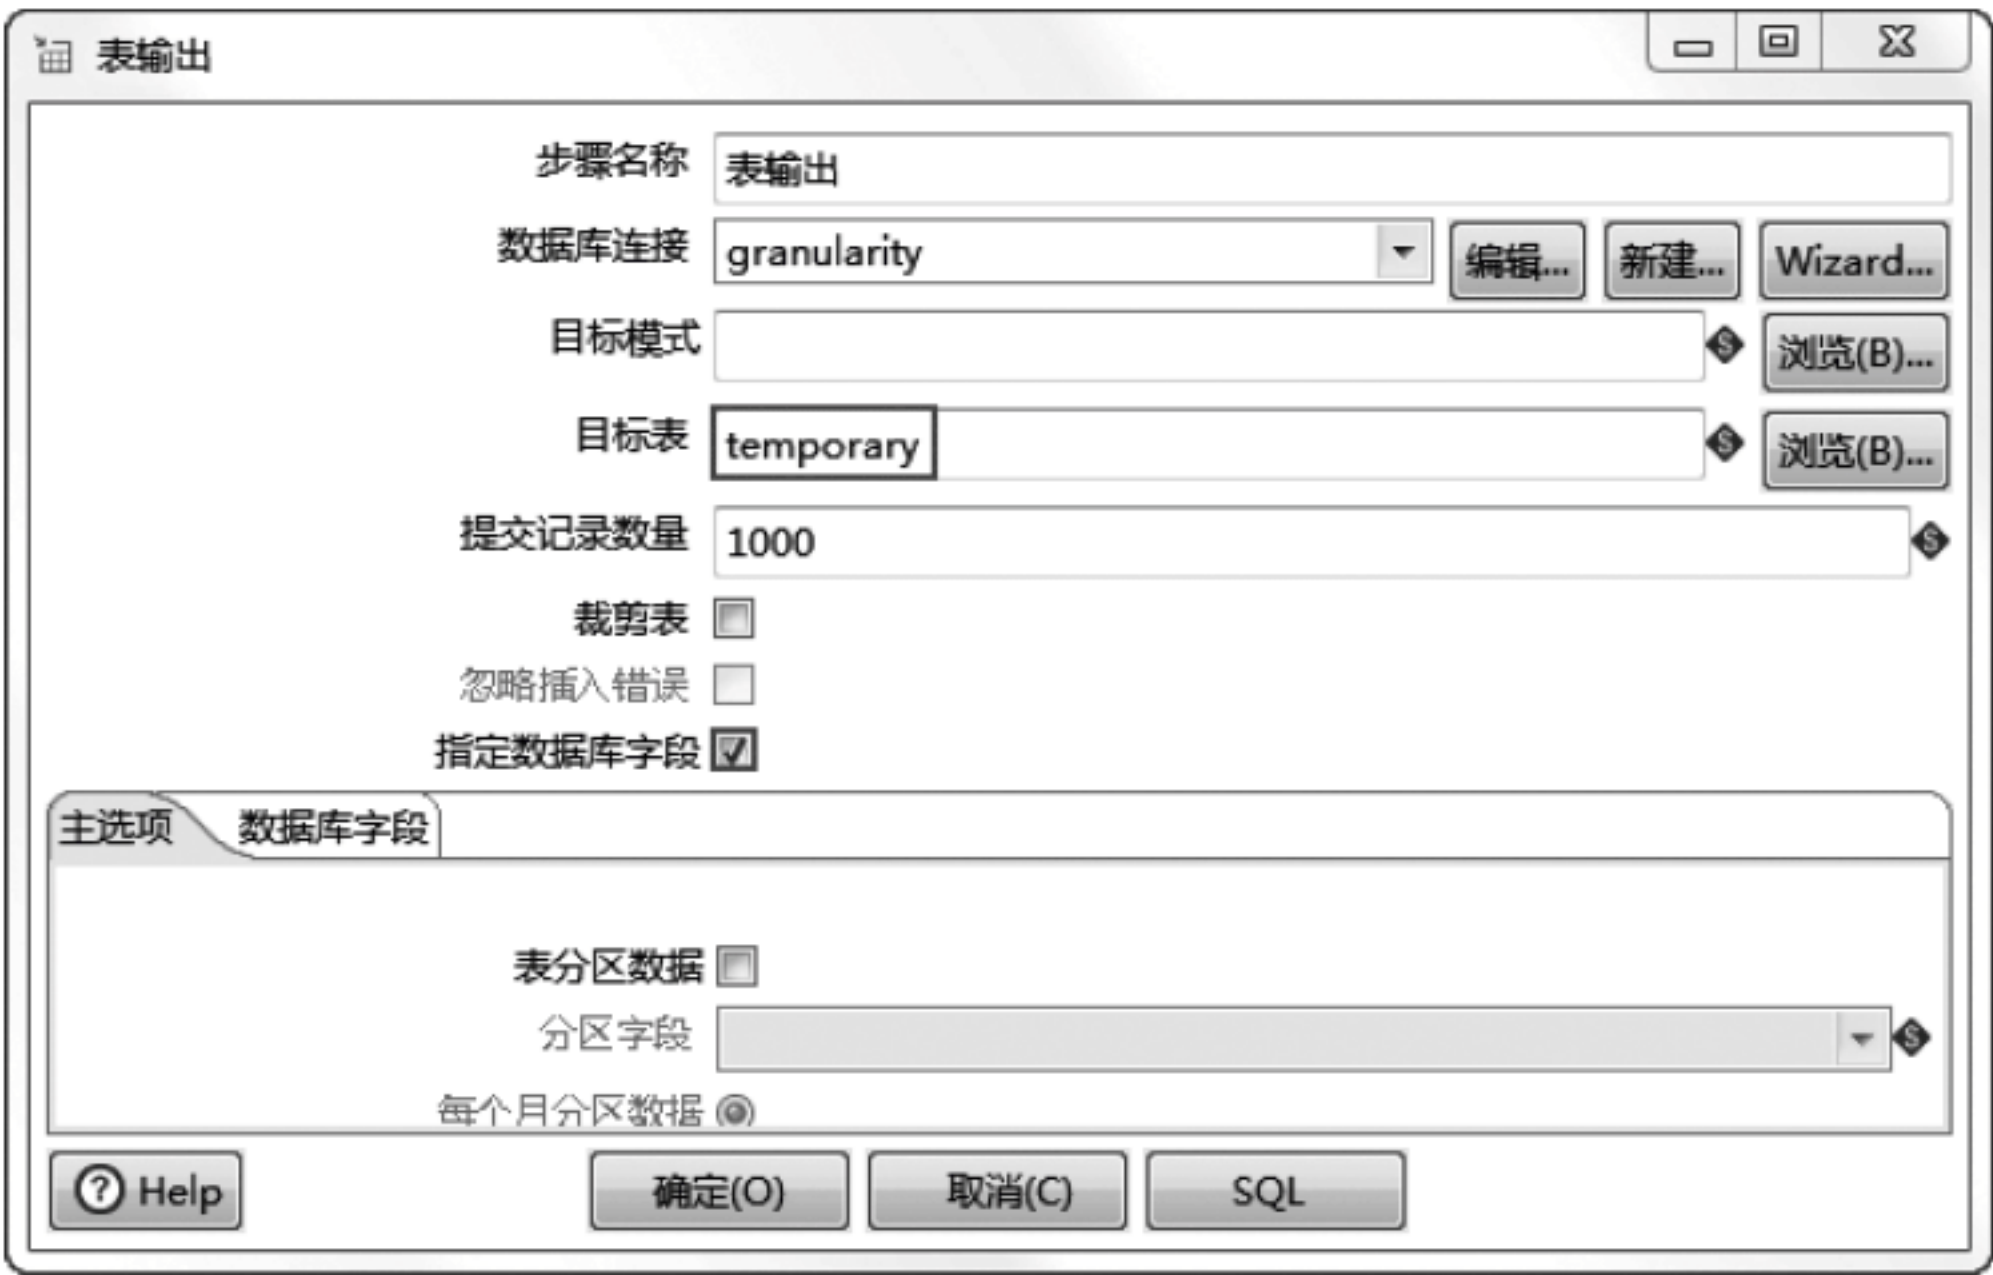 表输出
步骤名称 表输出
数据库连接 granularity 编辑... 新建... Wizard...
目标模式 浏览(B)...
目标表 temporary 浏览(B)...
提交记录数量 1000
裁剪表
忽略插入错误
指定数据库字段
主选项 数据库字段
表分区数据
分区字段
每个月分区数据
Help 确定(O) 取消(C) SQL